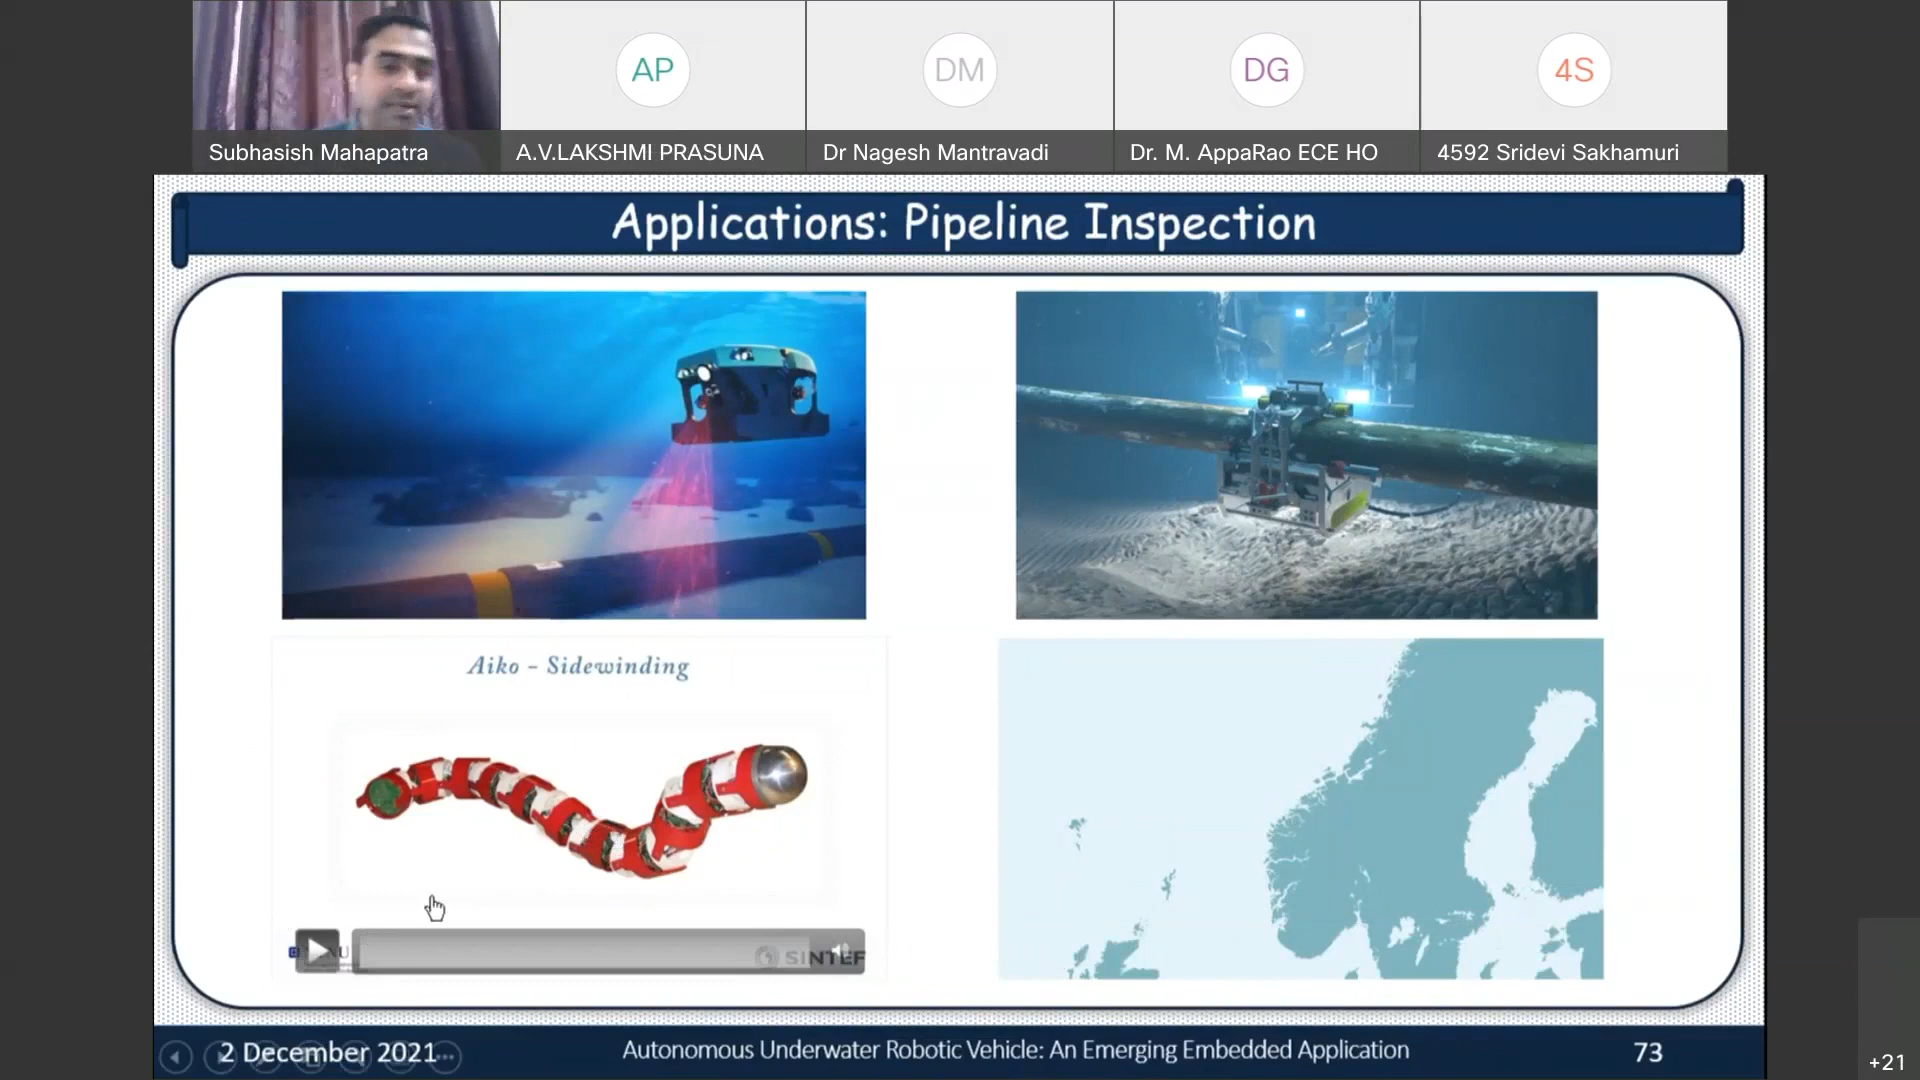 AP
DM
DG
4S
Subhasish Mahapatra
A.V.LAKSHMI PRASUNA
Dr Nagesh Mantravadi
Dr. M. AppaRao ECE HO
4592 Sridevi Sakhamuri
Applications: Pipeline Inspection
Aiko – Sidewinding
SINTEF
2 December 2021
Autonomous Underwater Robotic Vehicle: An Emerging Embedded Application
73
+21